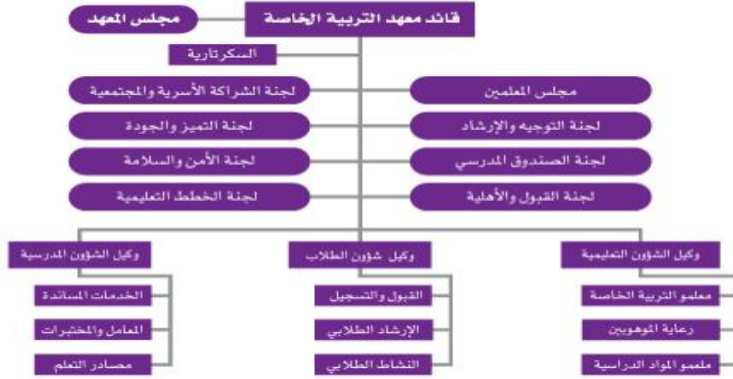 قائد معهد التربية الخاصة
مجلس المعهد
السكرتارية
مجلس المعلمين
لجنة الشراكة الأسرية والمجتمعية
لجنة التوجيه والإرشاد
لجنة التميز والجودة
لجنة الصندوق المدرسي
لجنة الأمن والسلامة
لجنة القبول والأهلية
لجنة الخطط التعليمية
وكيل الشؤون التعليمية
وكيل شؤون الطلاب
وكيل الشؤون المدرسية
معلمو التربية الخاصة
القبول والتسجيل
الخدمات المساندة
رعاية الموهوبين
الإرشاد الطلابي
المعامل والمختبرات
ملعمو المواد الدراسية
النشاط الطلابي
مصادر التعلم